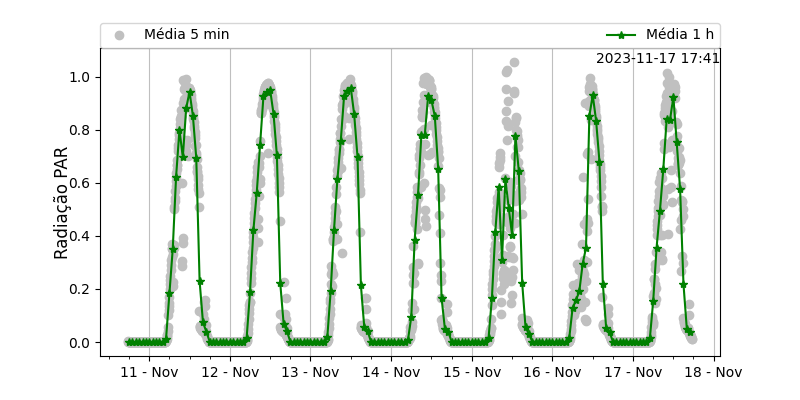 Média 5 min
Média 1 h
2023-11-17 17:41
Radiação PAR
1.0
0.8
0.6
0.4
0.2
0.0
11 - Nov
12 - Nov
13 - Nov
14 - Nov
15 - Nov
16 - Nov
17 - Nov
18 - Nov